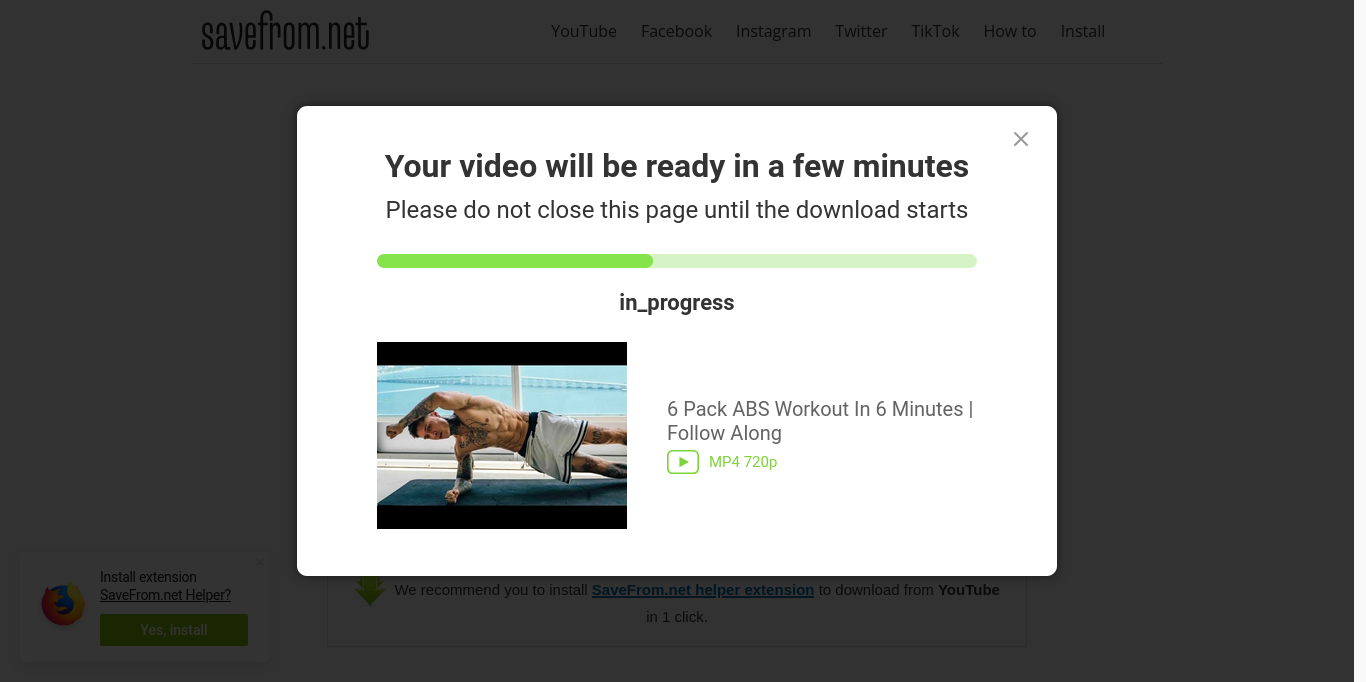 savefrom.net
YouTube Facebook Instagram Twitter TikTok How to Install
Your video will be ready in a few minutes
Please do not close this page until the download starts
in_progress
6 Pack ABS Workout In 6 Minutes |
Follow Along
MP4 720p
Install extension
SaveFrom.net Helper?
Yes, install
We recommend you to install SaveFrom.net helper extension to download from YouTube
in 1 click.